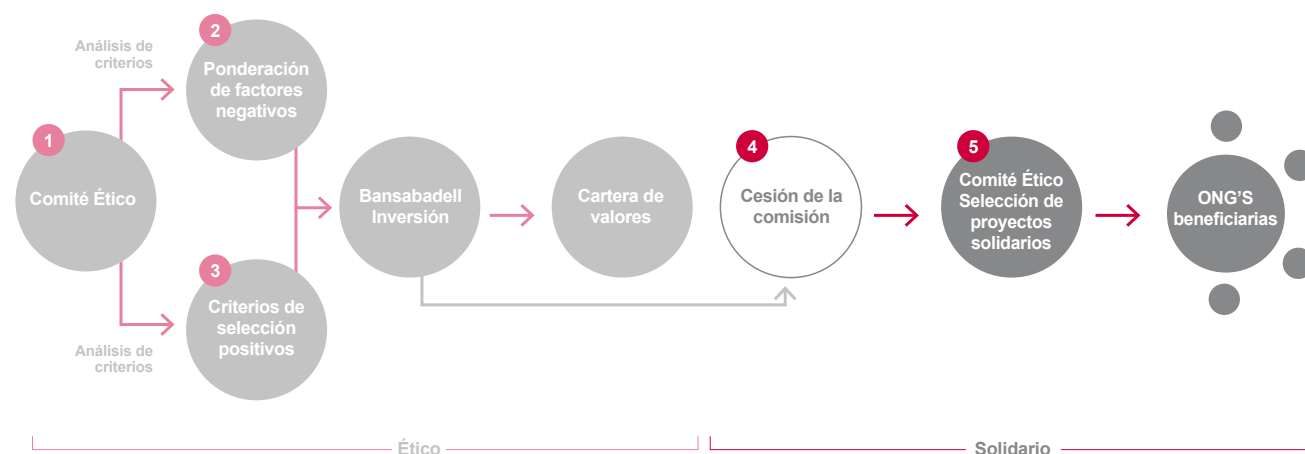 1
Comité Ético
Análisis de
criterios
2
Ponderación
de factores
negativos
3
Criterios de
selección
positivos
Análisis de
criterios
Bansabadell
Inversión
Cartera de
valores
4
Cesión de la
comisión
5
Comité Ético
Selección de
proyectos
solidarios
ONG’S
beneficiarias
Ético
Solidario